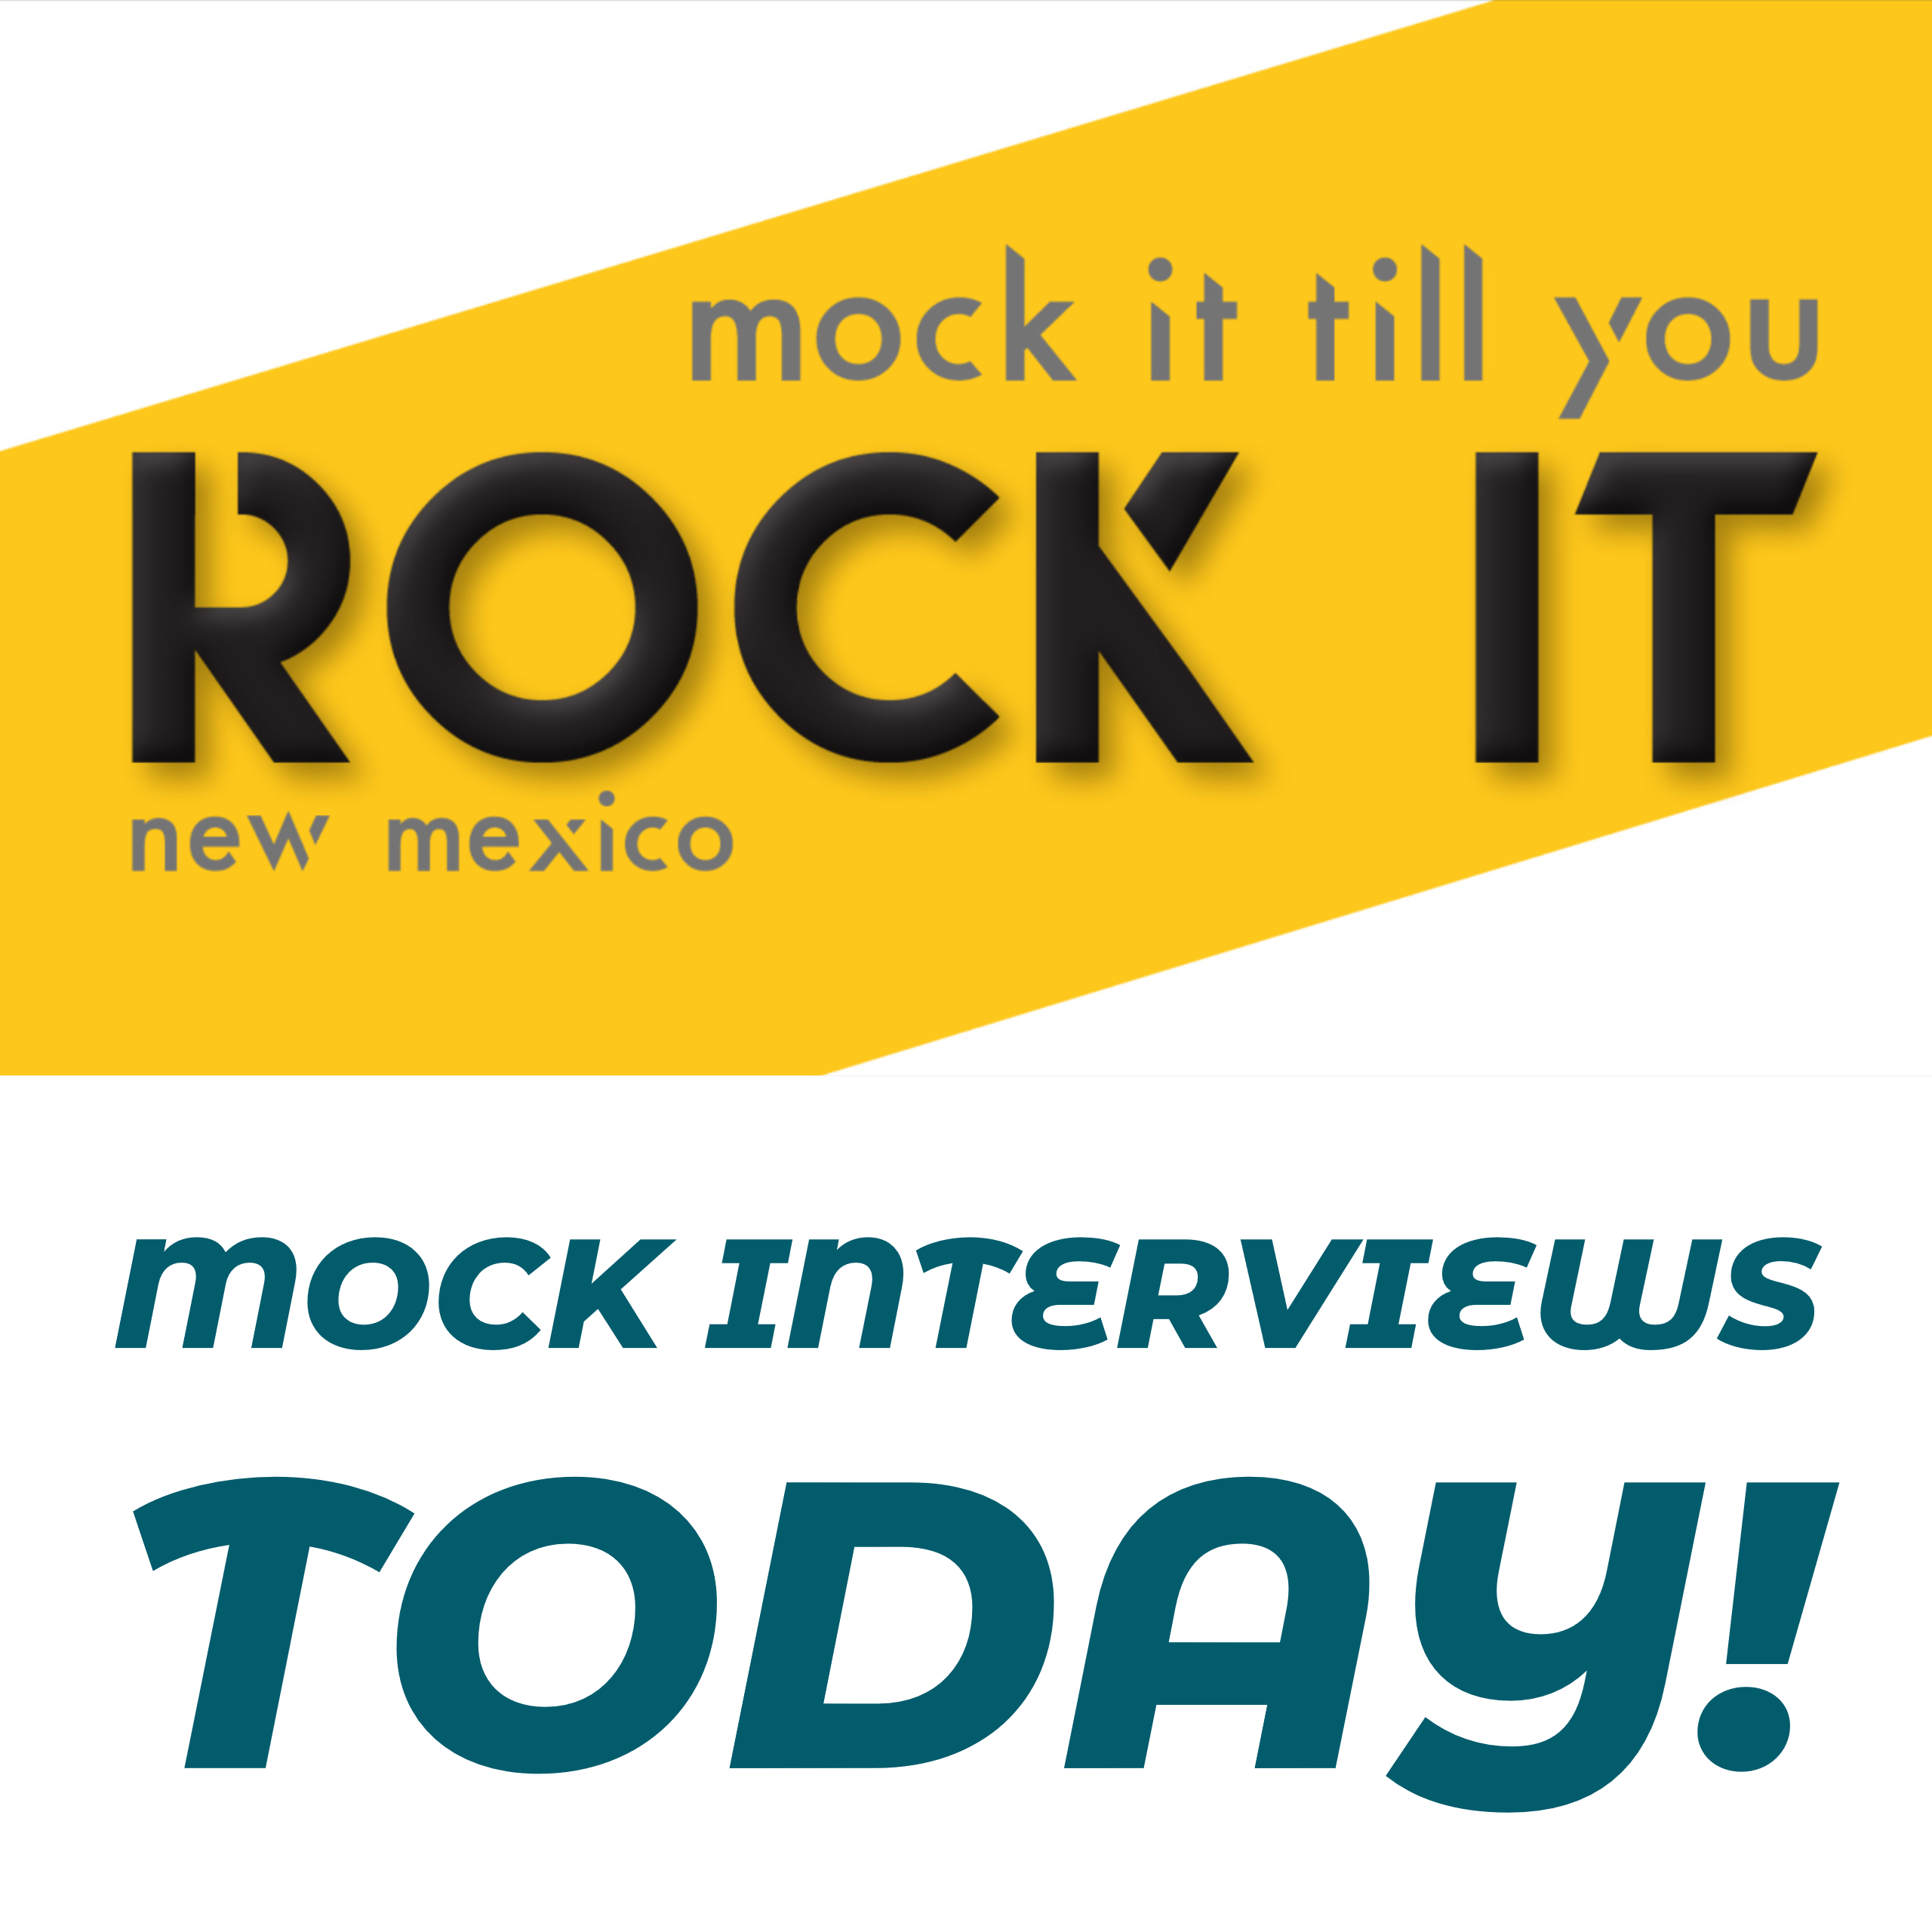 mock it till you
ROCK IT
new mexico
MOCK INTERVIEWS
TODAY!